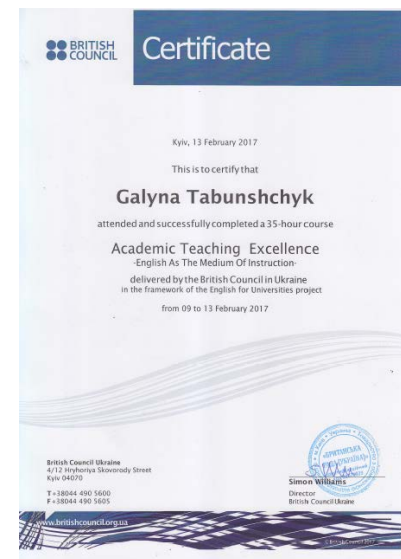 BRITISH
COUNCIL
Certificate
Kyiv, 13 February 2017
This is to certify that
Galyna Tabunshchyk
attended and successfully completed a 35-hour course
Academic Teaching Excellence
-English As The Medium Of Instruction-
delivered by the British Council in Ukraine
in the framework of the English for Universities project
from 09 to 13 February 2017
British Council Ukraine
4/12 Hryhoriya Skovorody Street
Kyiv 04070
T +38044 490 5600
F +38044 490 5605
Simon Williams
Director
British Council Ukraine
www.britishcouncil.org.ua